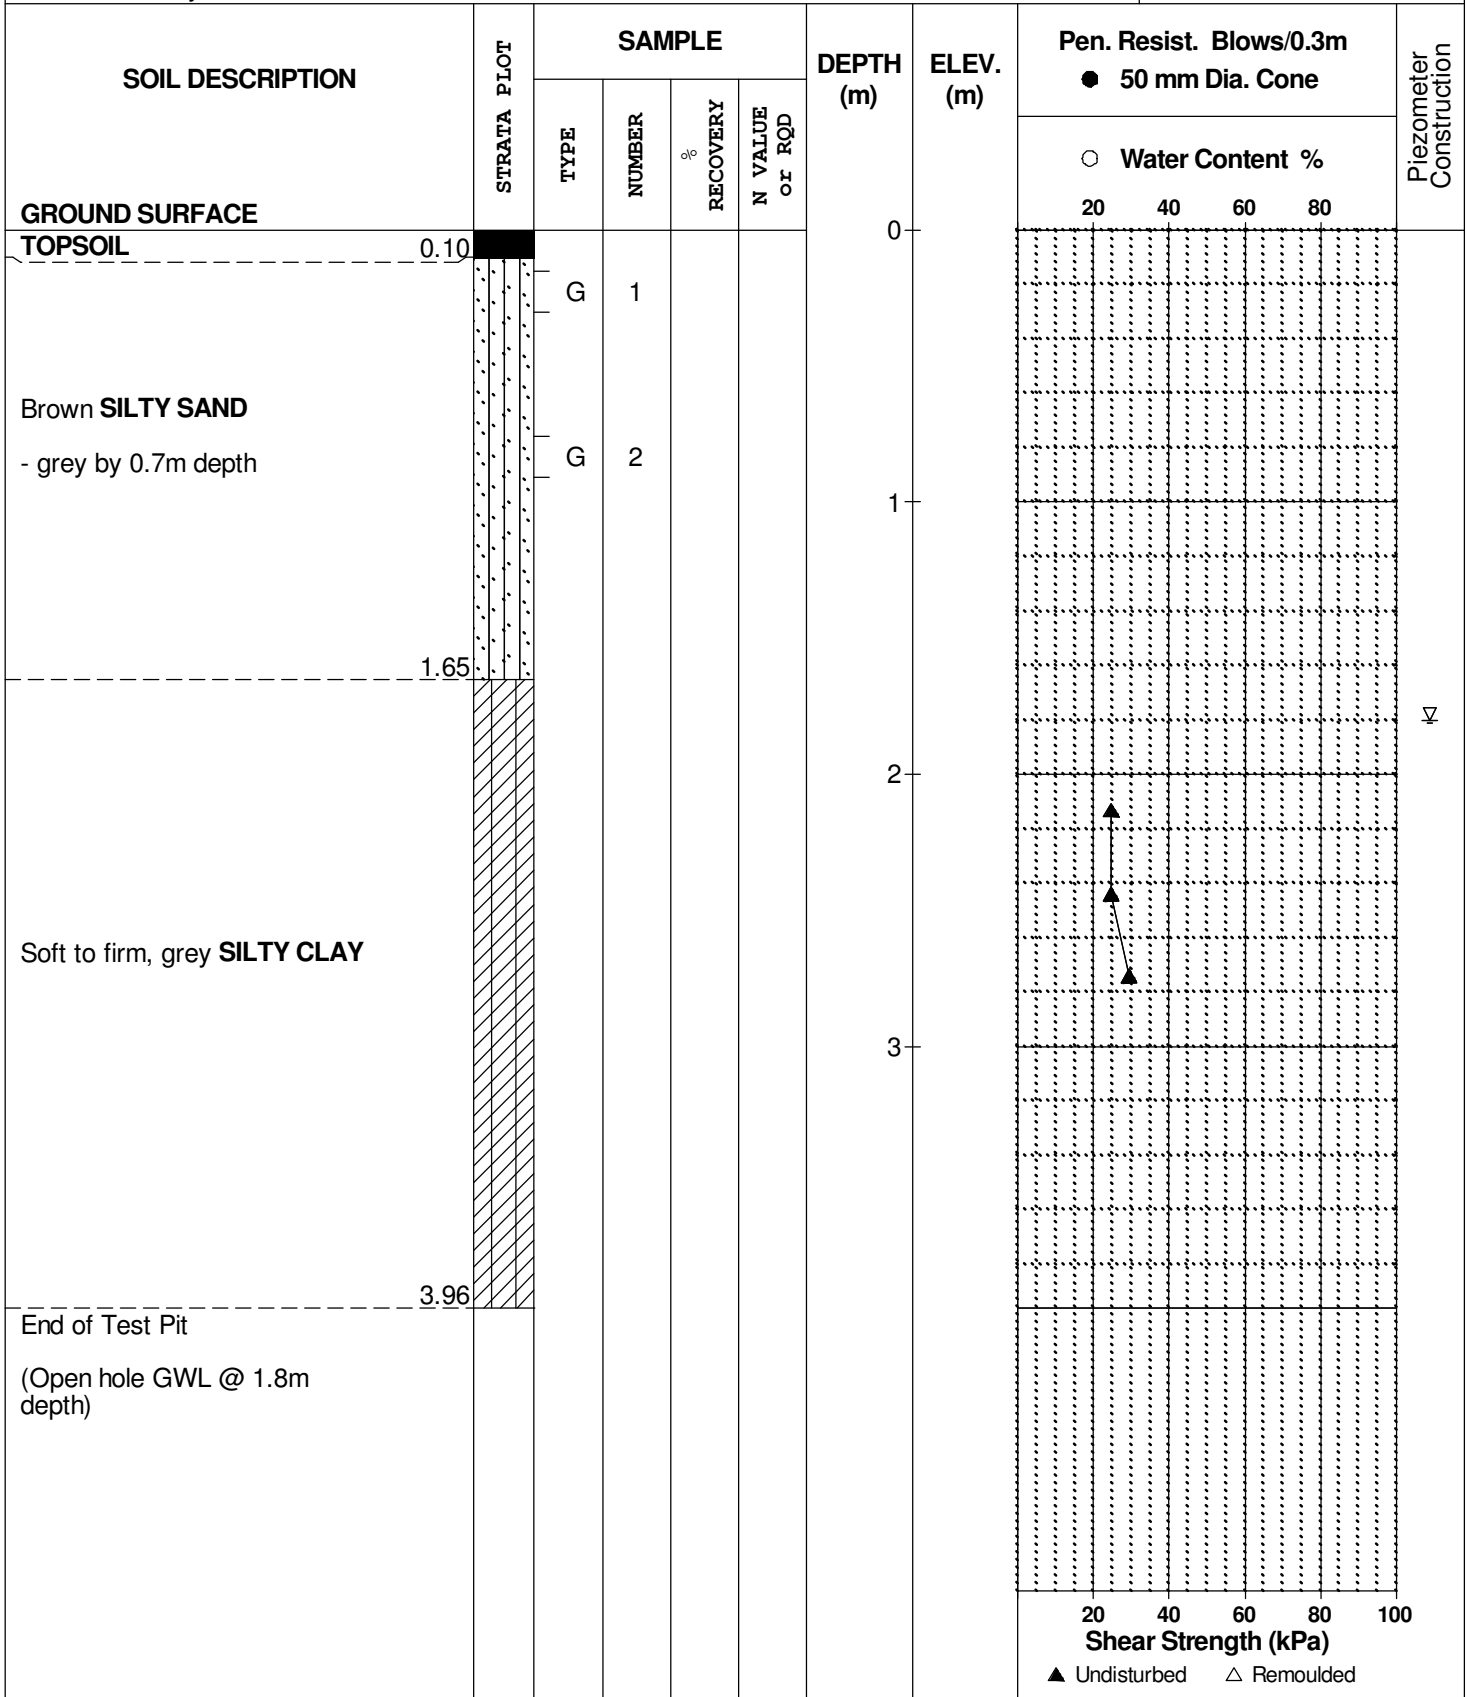 SOIL DESCRIPTION
GROUND SURFACE
STRATA PLOT
SAMPLE
TYPE
NUMBER
%
RECOVERY
N VALUE
or RQD
DEPTH
(m)
ELEV.
(m)
Pen. Resist. Blows/0.3m
● 50 mm Dia. Cone
○ Water Content %
20 40 60 80
Piezometer
Construction
TOPSOIL 0.10
0
G 1
Brown SILTY SAND
- grey by 0.7m depth
G 2
1
1.65
2
Soft to firm, grey SILTY CLAY
3
3.96
End of Test Pit
(Open hole GWL @ 1.8m
depth)
20 40 60 80 100
Shear Strength (kPa)
▲ Undisturbed △ Remoulded